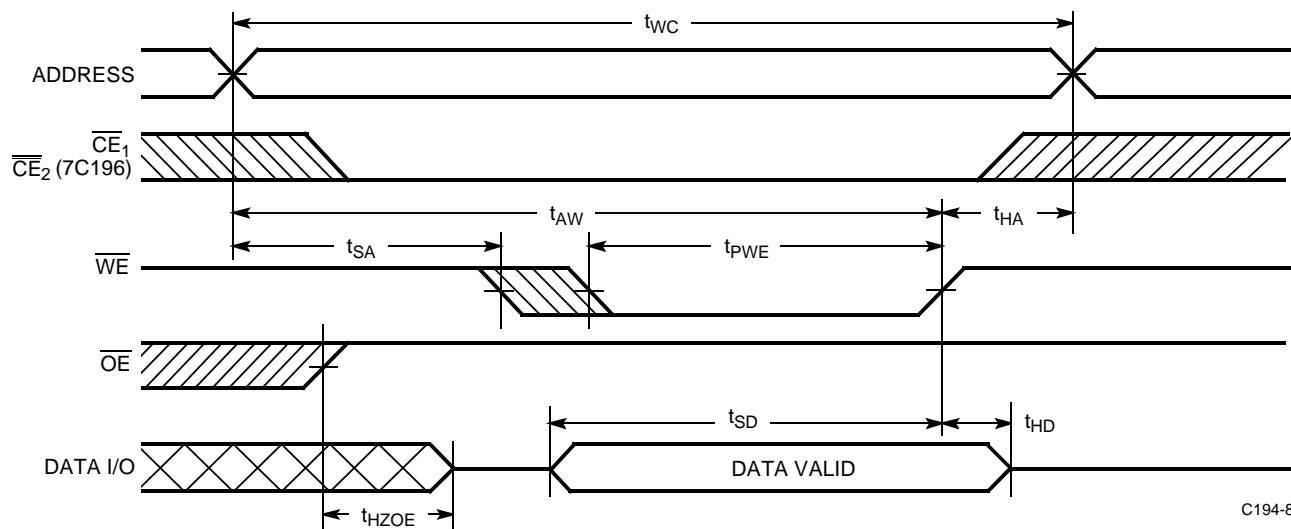 tWC
ADDRESS
CE1
CE2 (7C196)
tAW
tHA
tSA
tPWE
WE
OE
tSD
tHD
DATA I/O
DATA VALID
tHZOE
C194-8